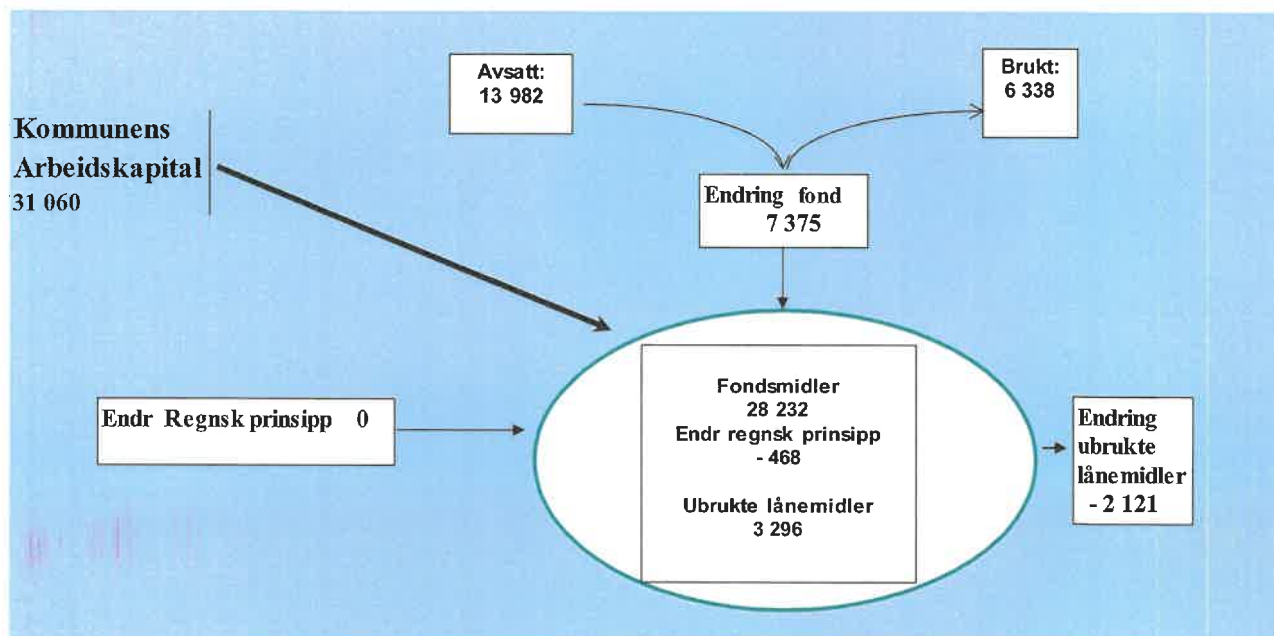 Avsatt:
13 982
Brukt:
6 338
Kommunens
Arbeidskapital
31 060
Endring fond
7 375
Endr Regnsk prinsipp 0
Fondsmidler
28 232
Endr regnsk prinsipp
- 468
Ubrukte lånemidler
3 296
Endring
ubrukte
lånemidler
- 2 121